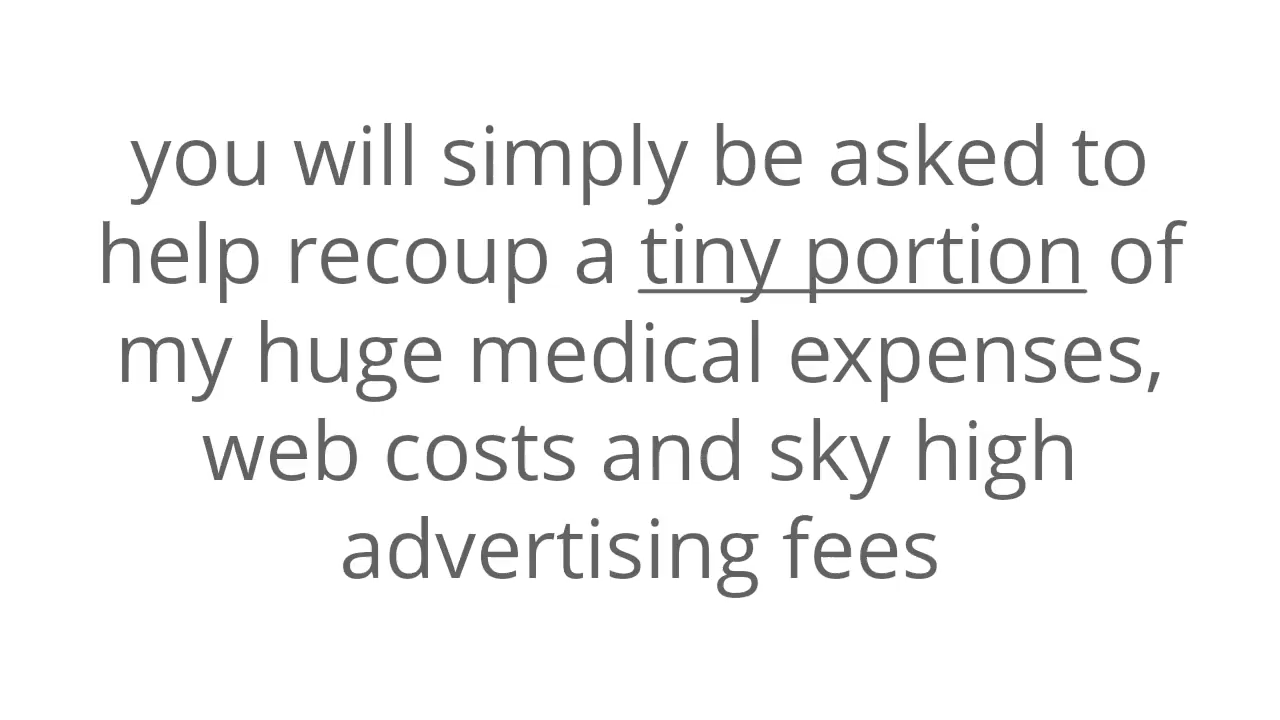 you will simply be asked to
help recoup a tiny portion of
my huge medical expenses,
web costs and sky high
advertising fees